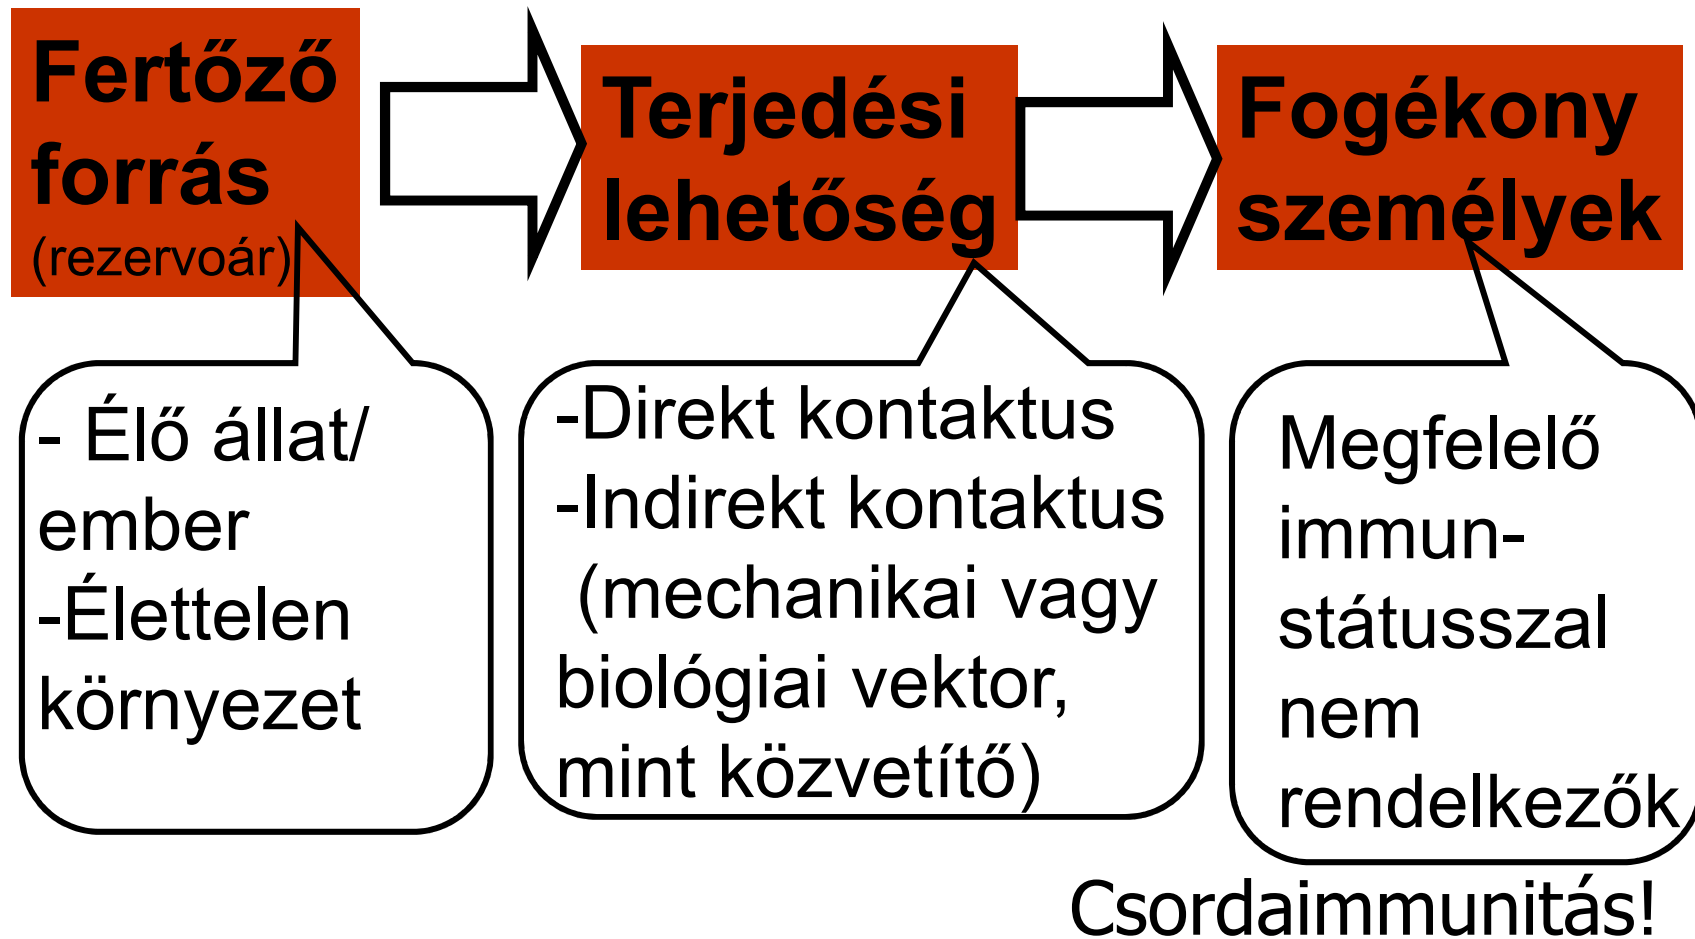 Fertőző
forrás
(rezervoár)
Terjedési
lehetőség
Fogékony
személyek
- Élő állat/
ember
-Élettelen
környezet
-Direkt kontaktus
-Indirekt kontaktus
(mechanikai vagy
biológiai vektor,
mint közvetítő)
Megfelelő
immun-
státusszal
nem
rendelkezők
Csordaimmunitás!